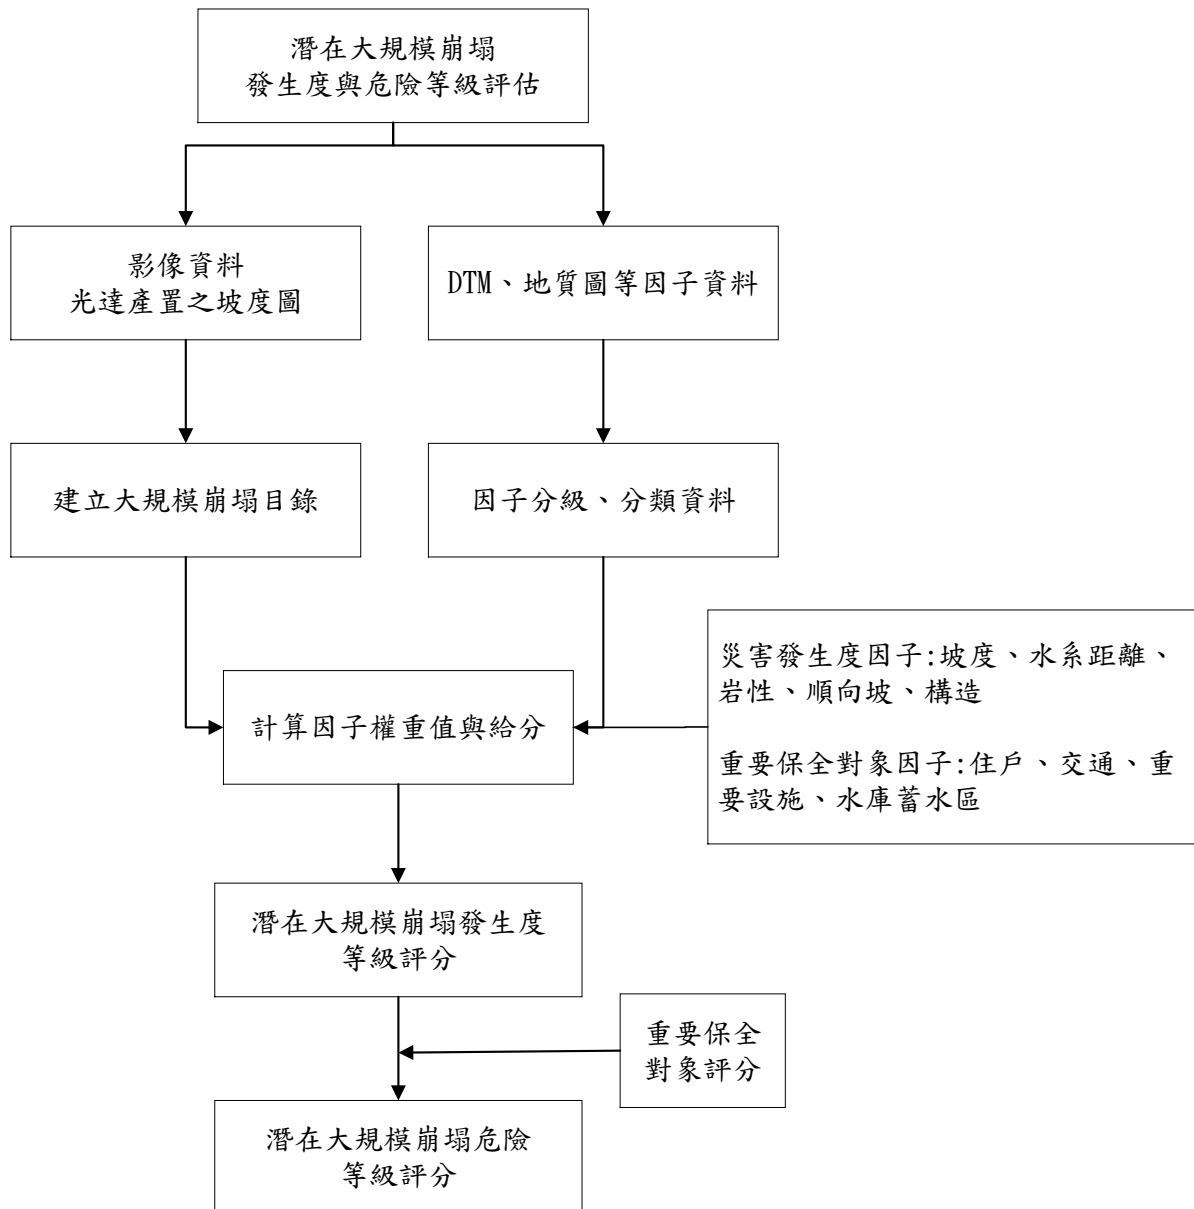 潛在大規模崩塌
發生度與危險等級評估
影像資料
光達產置之坡度圖
DTM、地質圖等因子資料
建立大規模崩塌目錄
因子分級、分類資料
災害發生度因子:坡度、水系距離、
岩性、順向坡、構造
重要保全對象因子:住戶、交通、重
要設施、水庫蓄水區
計算因子權重值與給分
潛在大規模崩塌發生度
等級評分
重要保全
對象評分
潛在大規模崩塌危險
等級評分